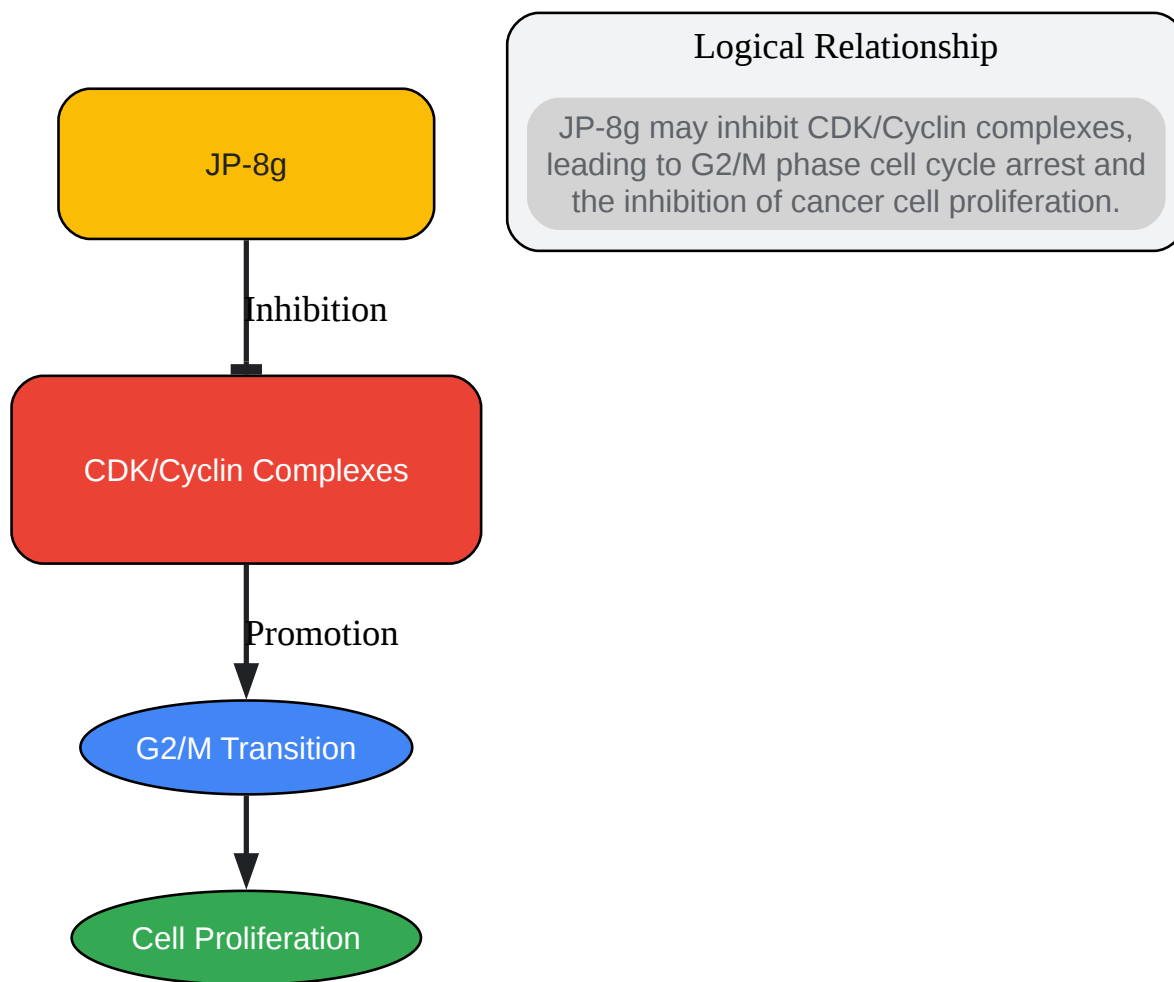 Logical Relationship
JP-8g may inhibit CDK/Cyclin complexes,
leading to G2/M phase cell cycle arrest and
the inhibition of cancer cell proliferation.
JP-8g
Inhibition
CDK/Cyclin Complexes
Promotion
G2/M Transition
Cell Proliferation